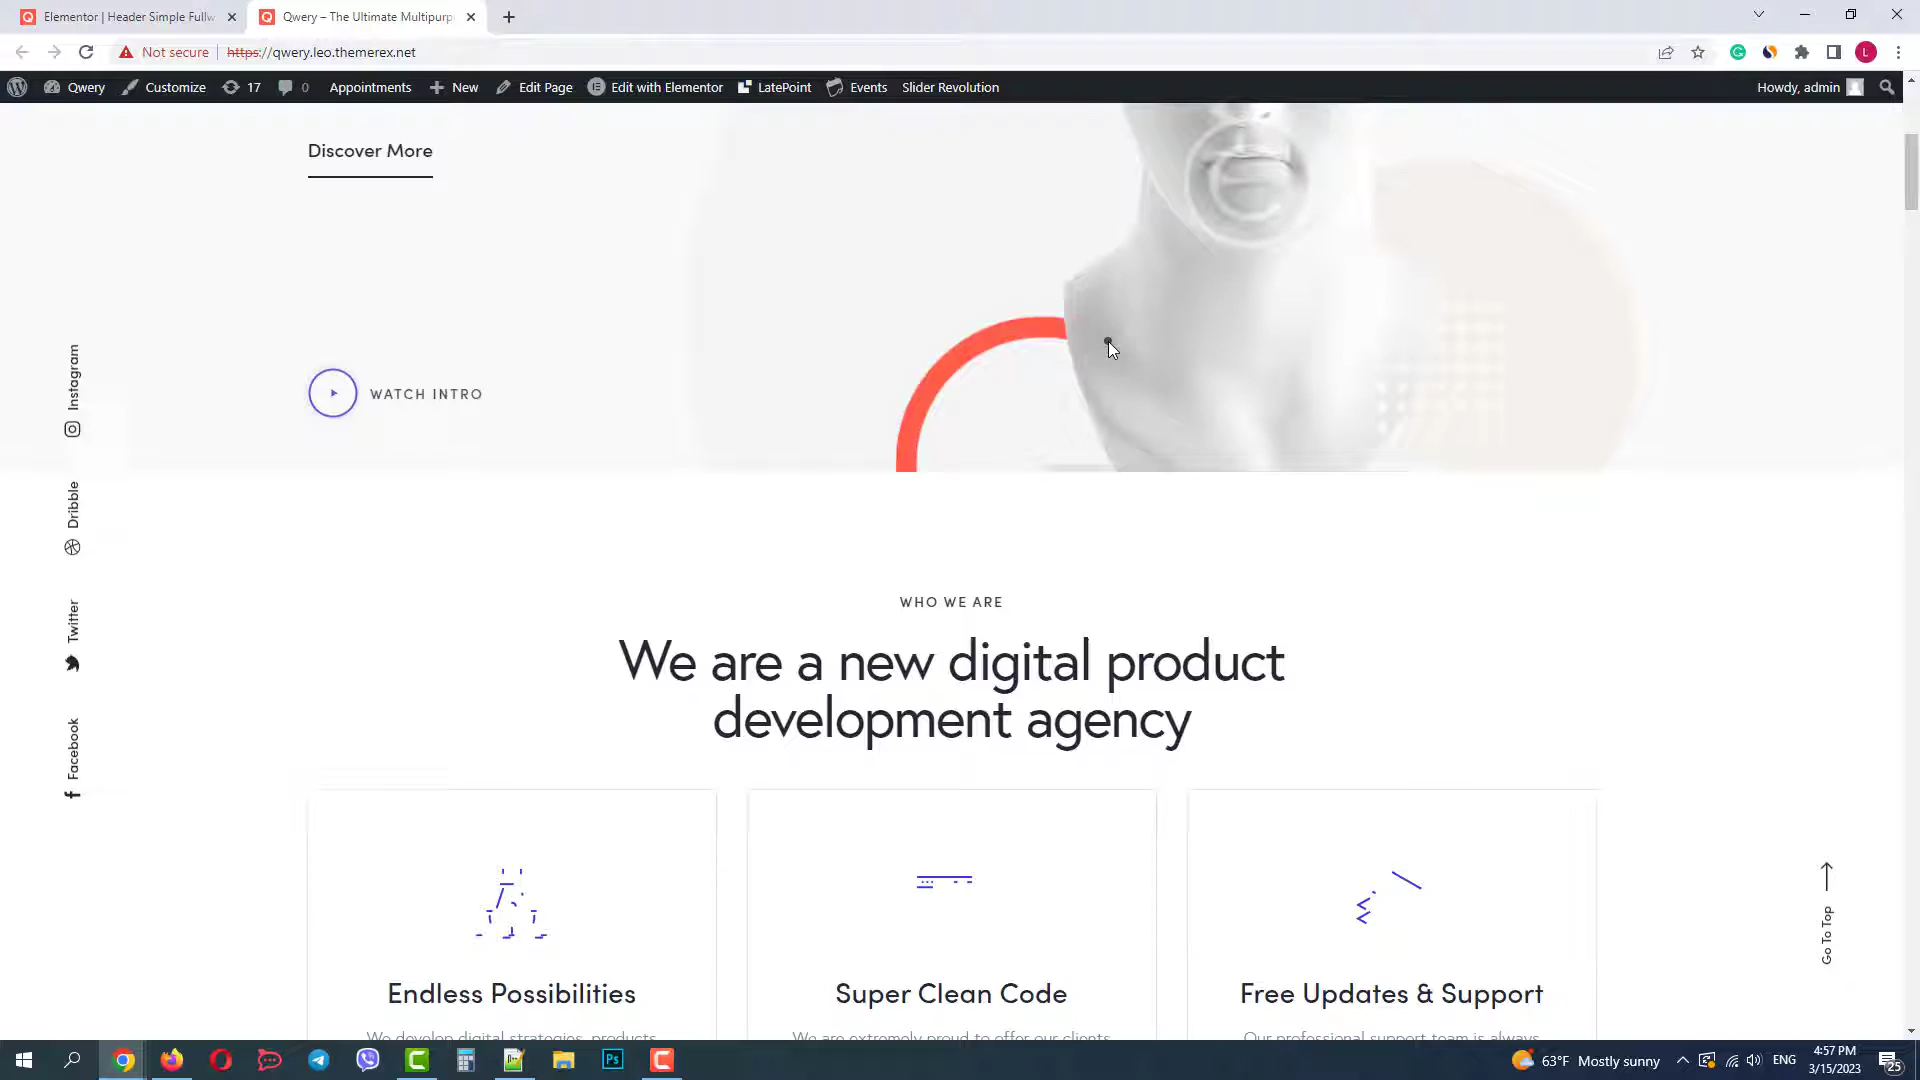 Elementor | Header Simple Fullw
Qwery – The Ultimate Multipurp
Not secure
https://qwery.leo.themerex.net
Qwery
Customize
17
0
Appointments
New
Edit Page
Edit with Elementor
LatePoint
Events
Slider Revolution
Howdy, admin
Discover More
WATCH INTRO
Instagram
Dribble
Twitter
Facebook
WHO WE ARE
We are a new digital product
development agency
Endless Possibilities
Super Clean Code
Free Updates & Support
We develop digital strategies, products
We are extremely proud to offer our clients
Our professional support team is always
Go To Top
63°F Mostly sunny
ENG
4:57 PM
3/15/2023
25